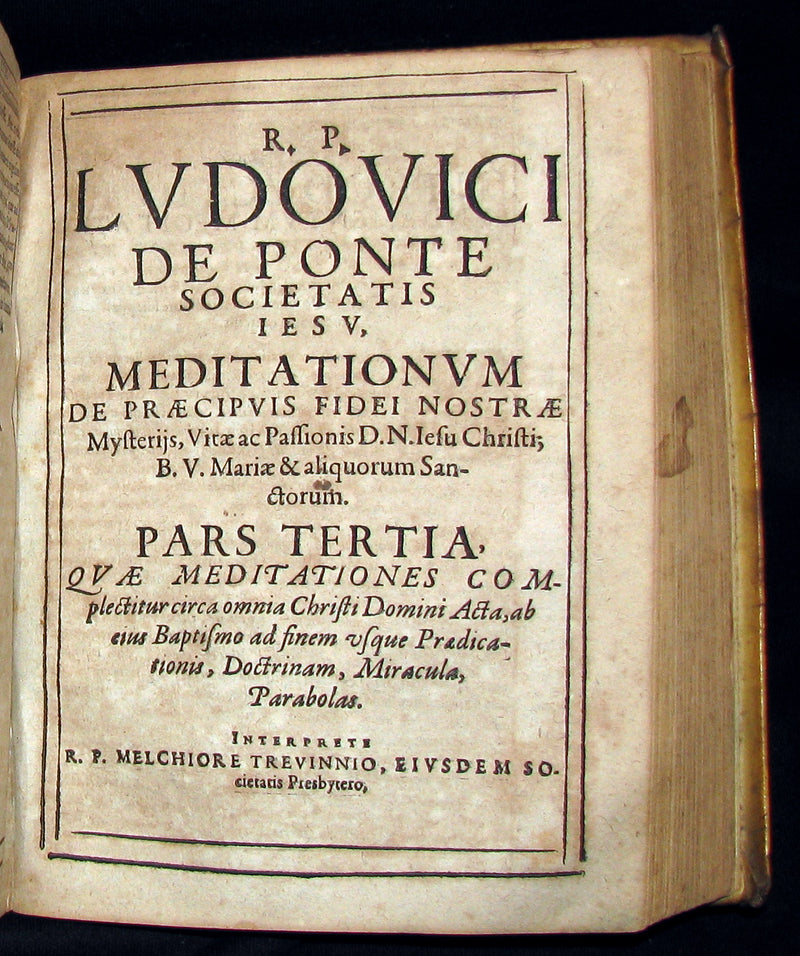 R. P.
LVDOVICI
DE PONTE
SOCIETATIS
IESV,
MEDITATIONVM
DE PRÆCIPVIS FIDEI NOSTRÆ
Myſterijs, Vitæ ac Paſſionis D.N.Ieſu Chriſti;
B. V. Mariæ & aliquorum San-
ctorum.
PARS TERTIA,
QVÆ MEDITATIONES COM-
plectitur circa omnia Chriſti Domini Acta, ab
eius Baptiſmo ad finem vſque Prædica-
tionis, Doctrinam, Miracula,
Parabolas.
INTERPRETE
R. P. MELCHIORE TREVINNIO, EIVSDEM SO-
cietatis Presbytero,